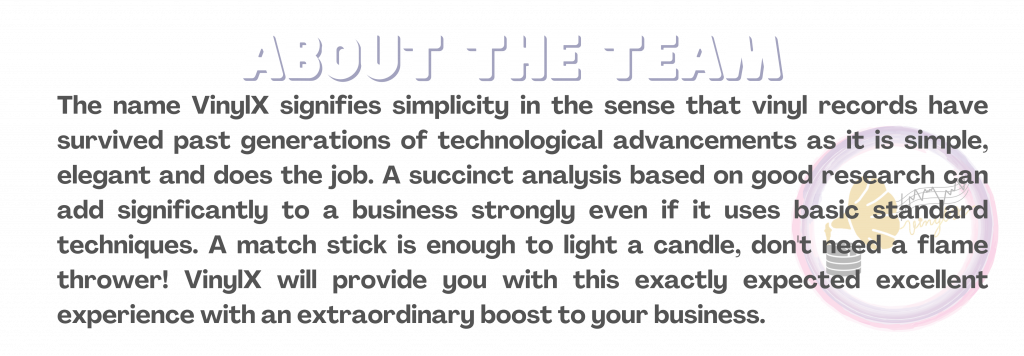 ABOUT THE TEAM
The name VinylX signifies simplicity in the sense that vinyl records have
survived past generations of technological advancements as it is simple,
elegant and does the job. A succinct analysis based on good research can
add significantly to a business strongly even if it uses basic standard
techniques. A match stick is enough to light a candle, don't need a flame
thrower! VinylX will provide you with this exactly expected excellent
experience with an extraordinary boost to your business.